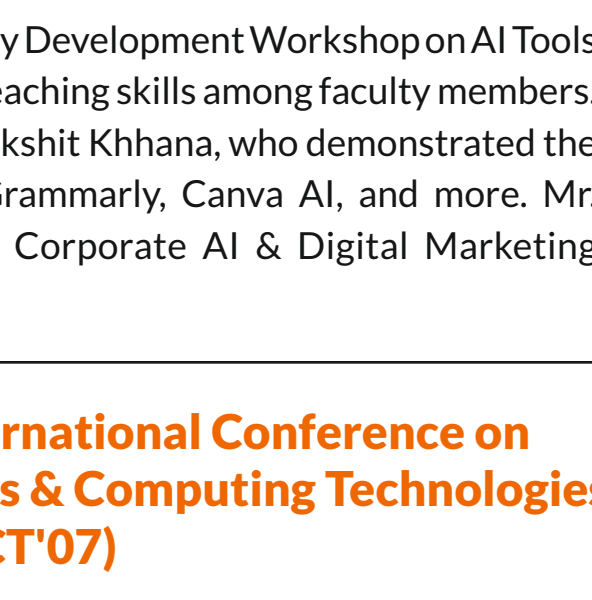 y Development Workshop on AI Tools
eaching skills among faculty members.
kshit Khhana, who demonstrated the
Grammarly, Canva AI, and more. Mr.
Corporate AI & Digital Marketing
rnational Conference on
s & Computing Technologies
CT'07)